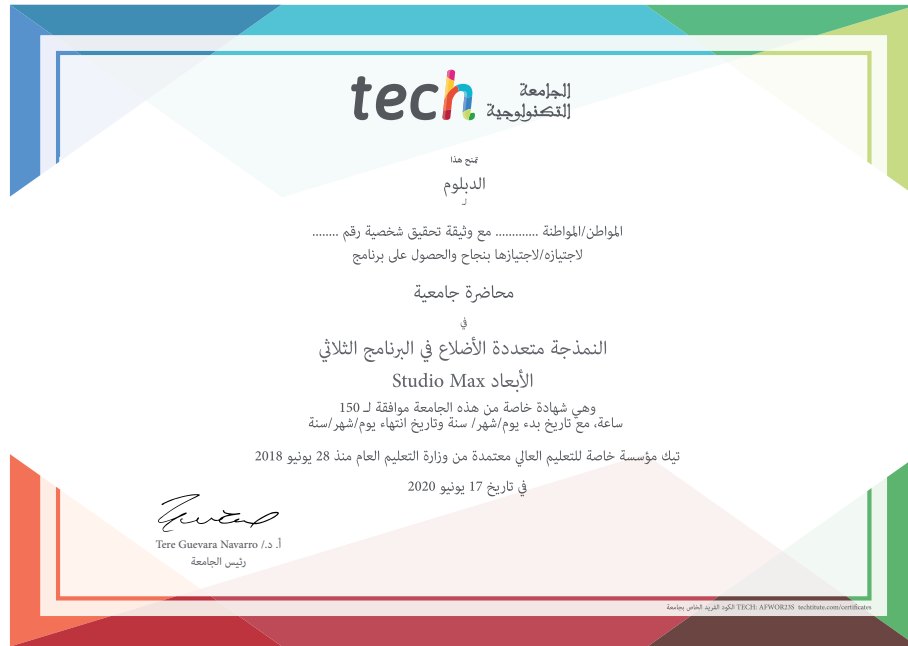 tech الجامعة
التكنولوجية
تمنح هذا
الدبلوم
لـ
المواطن/المواطنة ............. مع وثيقة تحقيق شخصية رقم ........
لاجتيازه/لاجتيازها بنجاح والحصول على برنامج
محاضرة جامعية
في
النمذجة متعددة الأضلاع في البرنامج الثلاثي
الأبعاد Studio Max
وهي شهادة خاصة من هذه الجامعة موافقة لـ 150
ساعة، مع تاريخ بدء يوم/شهر/ سنة وتاريخ انتهاء يوم/شهر/سنة
تيك مؤسسة خاصة للتعليم العالي معتمدة من وزارة التعليم العام منذ 28 يونيو 2018
في تاريخ 17 يونيو 2020
أ. د./ Tere Guevara Navarro
رئيس الجامعة
الكود الفريد الخاص بجامعة TECH: AFWOR23S techtitute.com/certificates